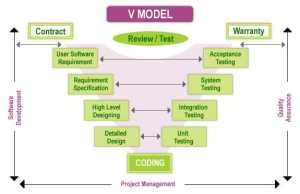 V MODEL
Contract
Review / Test
Warranty
User Software
Requirement
Acceptance
Testing
Requirement
Specification
System
Testing
High Level
Designing
Integration
Testing
Detailed
Design
Unit
Testing
CODING
Software
Development
Quality
Assurance
Project Management